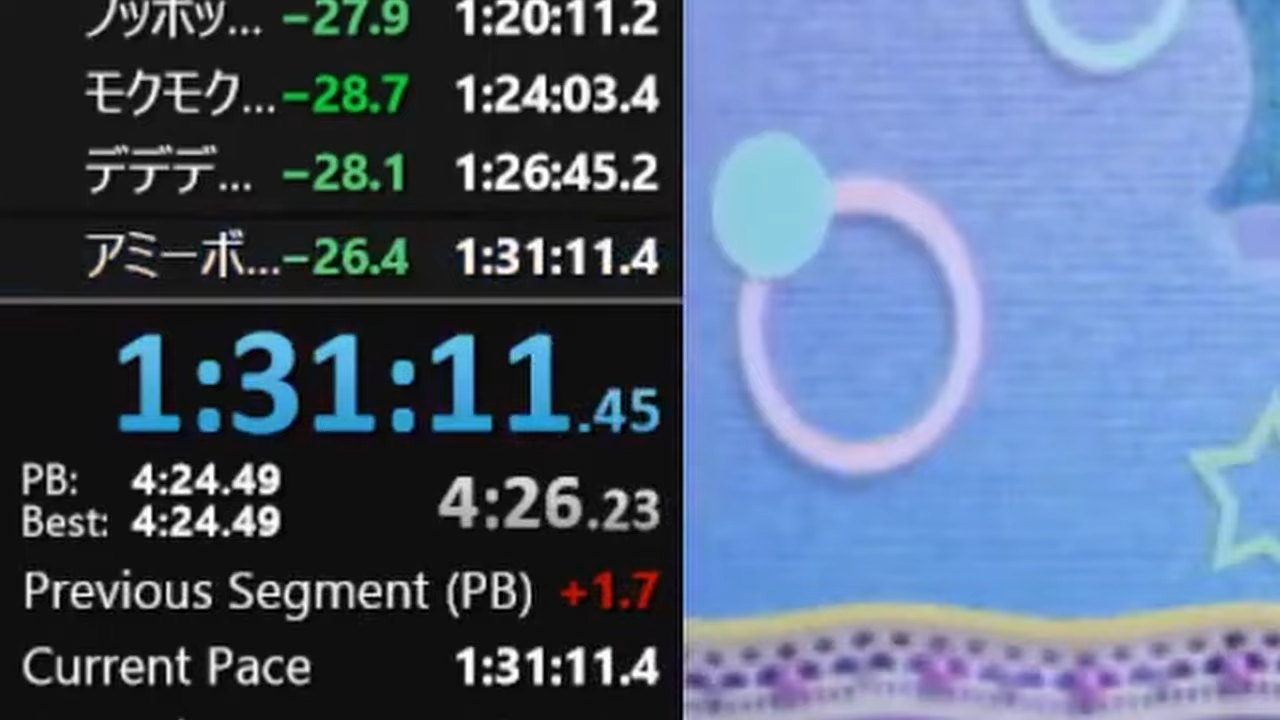 ノッポッ... −27.9 1:20:11.2
モクモク... −28.7 1:24:03.4
デデデ... −28.1 1:26:45.2
アミーボ... −26.4 1:31:11.4
1:31:11.45
PB: 4:24.49
Best: 4:24.49
4:26.23
Previous Segment (PB) +1.7
Current Pace 1:31:11.4